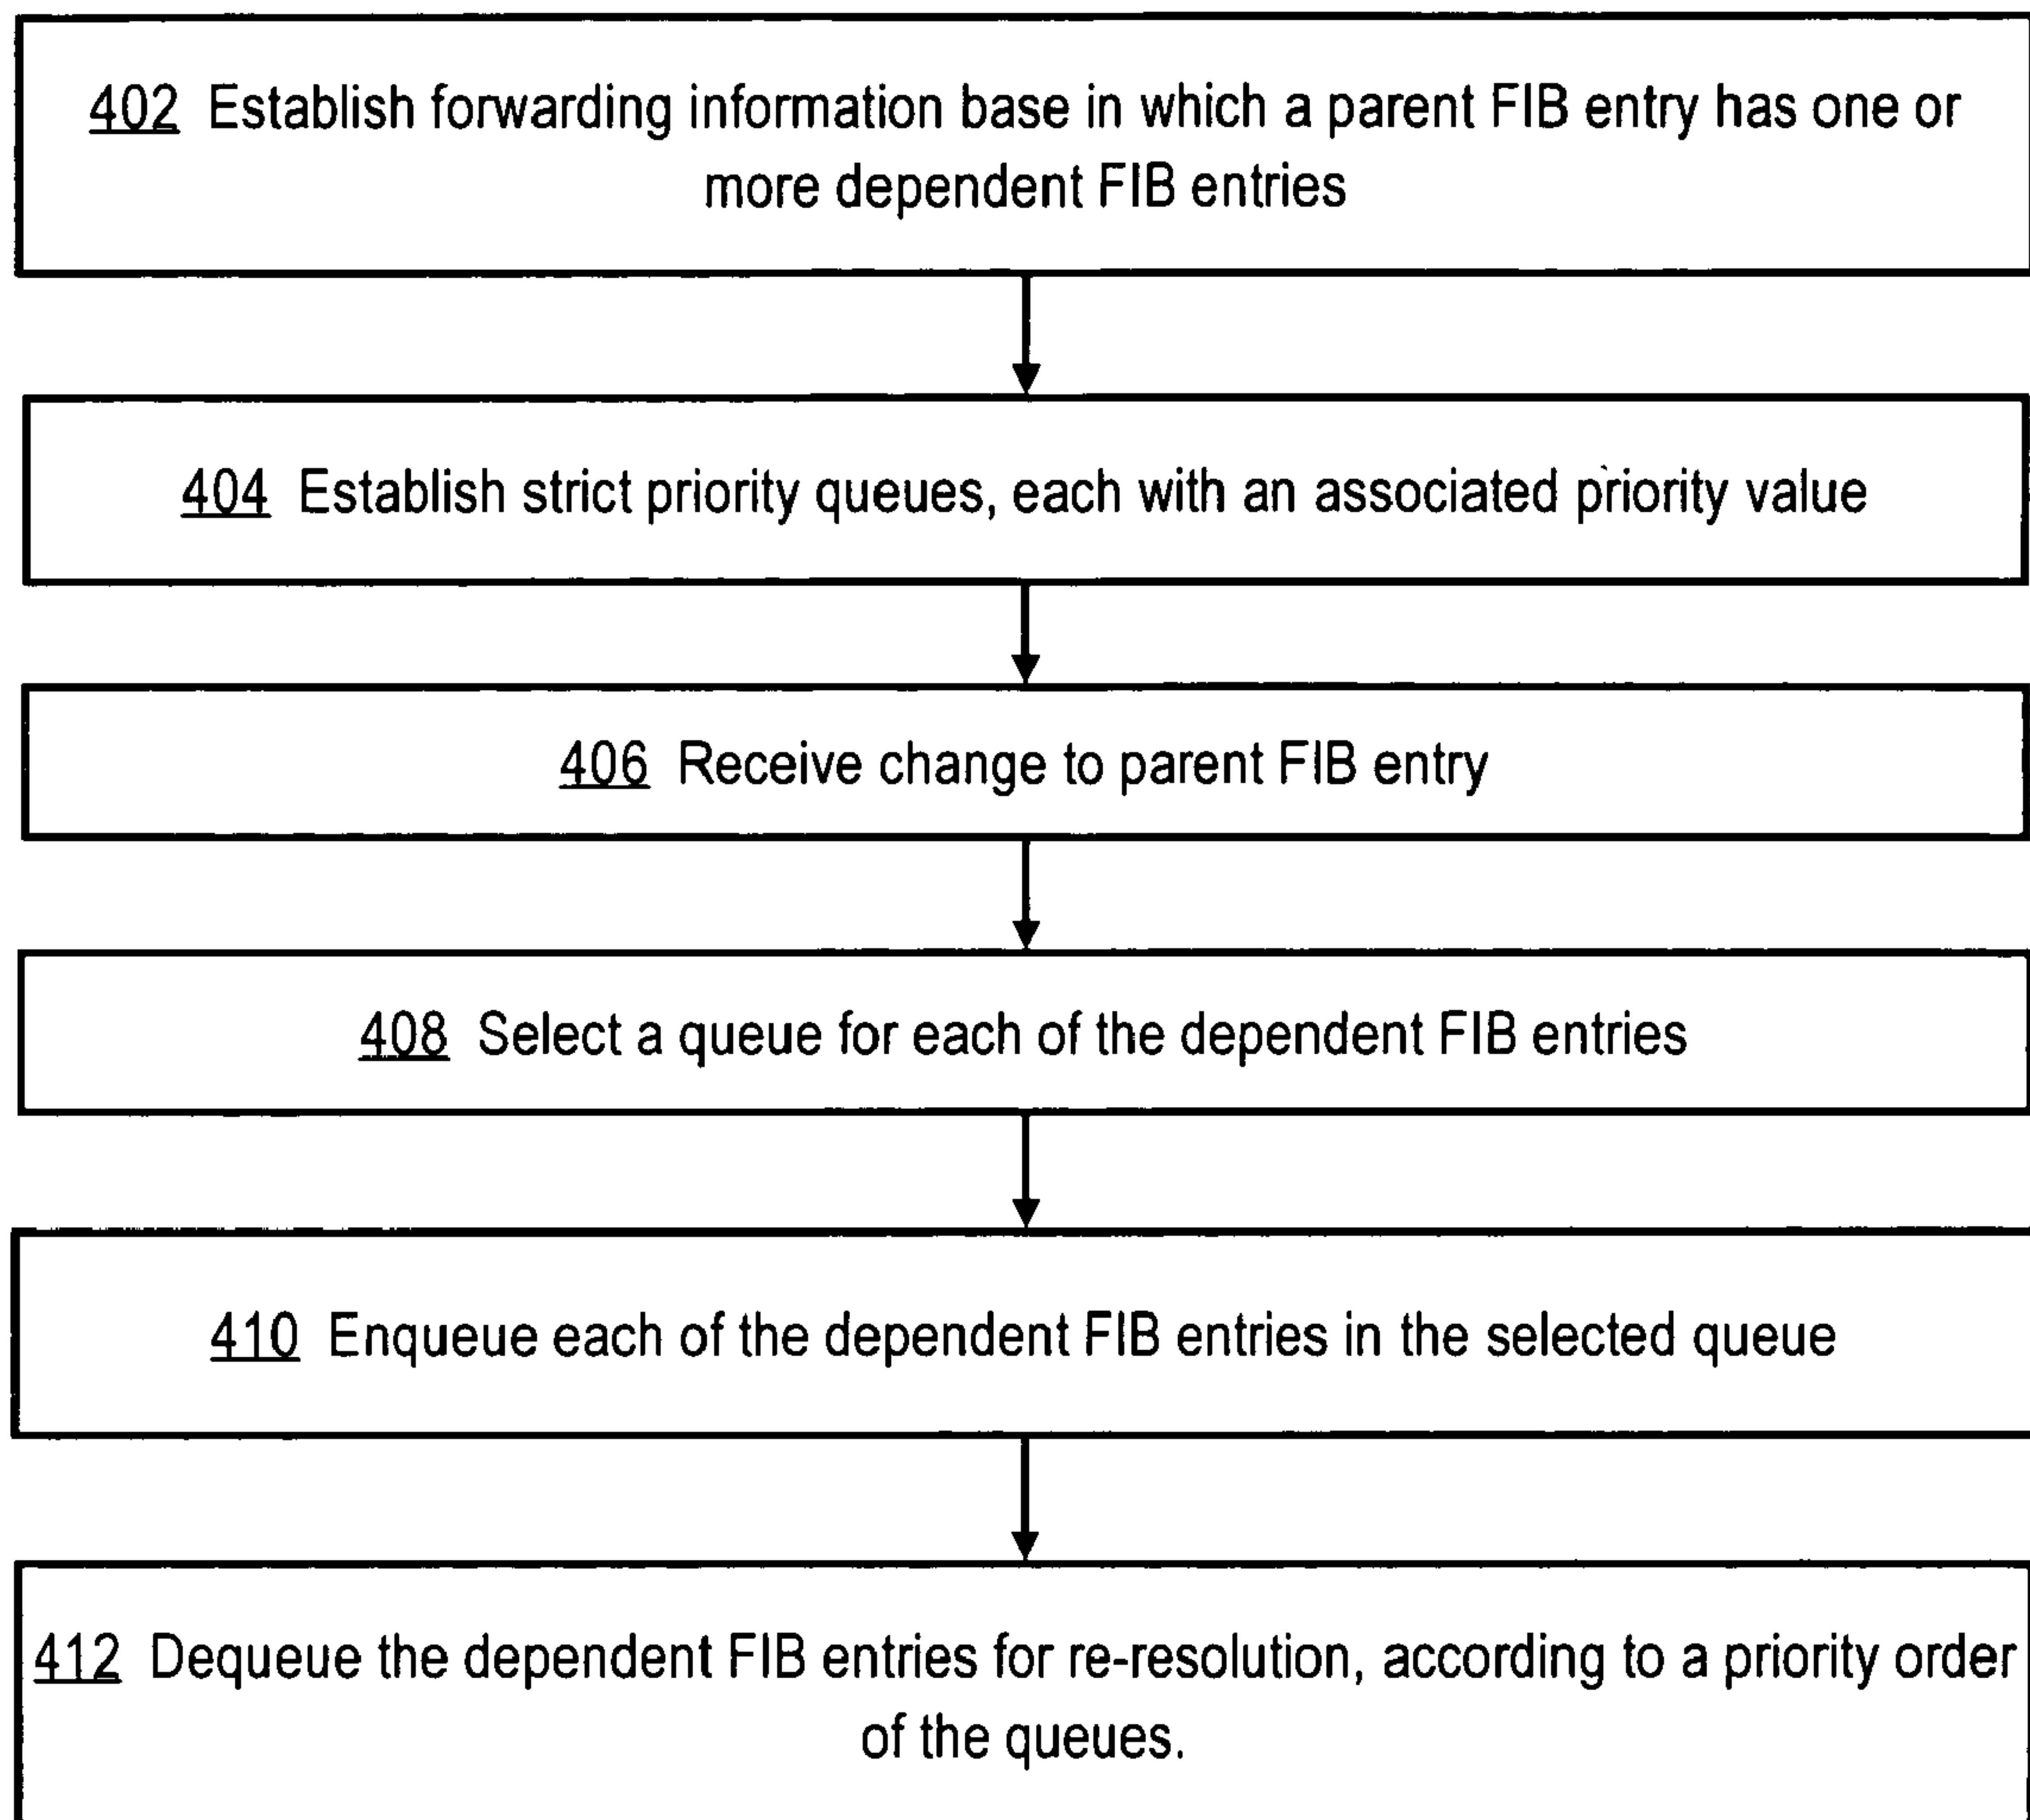 402 Establish forwarding information base in which a parent FIB entry has one or
more dependent FIB entries
404 Establish strict priority queues, each with an associated priority value
406 Receive change to parent FIB entry
408 Select a queue for each of the dependent FIB entries
410 Enqueue each of the dependent FIB entries in the selected queue
412 Dequeue the dependent FIB entries for re-resolution, according to a priority order
of the queues.